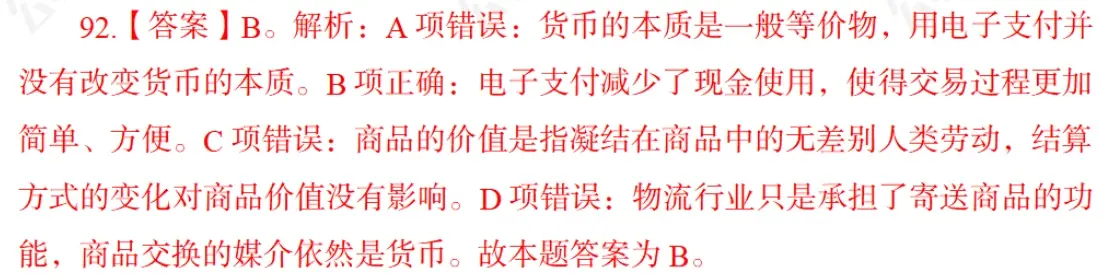 92.【答案】B。解析：A 项错误：货币的本质是一般等价物，用电子支付并
没有改变货币的本质。B 项正确：电子支付减少了现金使用，使得交易过程更加
简单、方便。C 项错误：商品的价值是指凝结在商品中的无差别人类劳动，结算
方式的变化对商品价值没有影响。D 项错误：物流行业只是承担了寄送商品的功
能，商品交换的媒介依然是货币。故本题答案为 B。